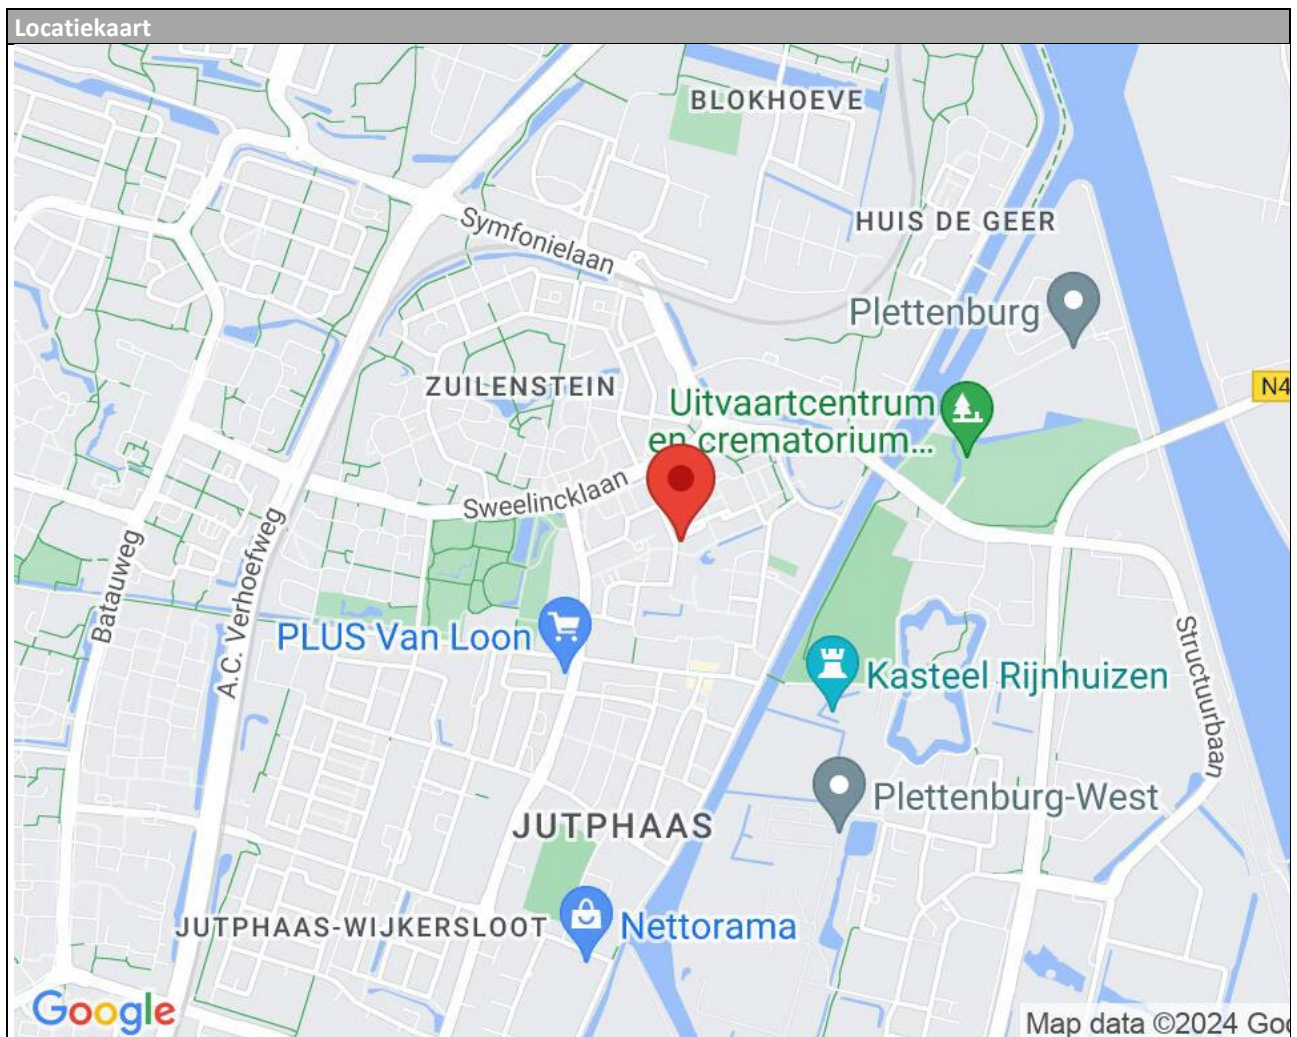 Locatiekaart
BLOKHOEVE
Symfonielaan
HUIS DE GEER
Plettenburg
ZUILENSTEIN
Uitvaartcentrum
en crematorium...
N4
Sweelincklaan
Batauweg
A.C. Verhoefweg
PLUS Van Loon
Kasteel Rijnhuizen
Structuurbaan
Plettenburg-West
JUTPHAAS
JUTPHAAS-WIJKERSLOOT
Nettorama
Google
Map data ©2024 Goo